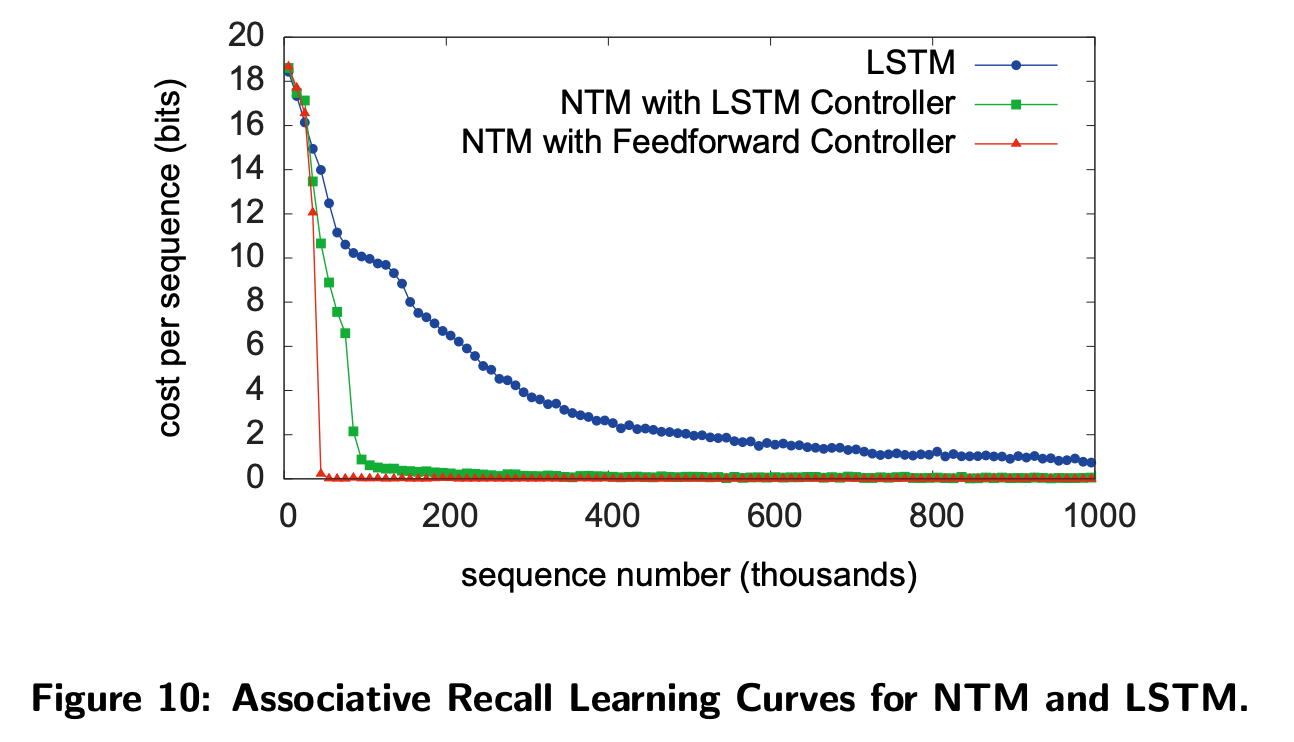 20
18
16
14
12
10
8
6
4
2
0
cost per sequence (bits)
LSTM
NTM with LSTM Controller
NTM with Feedforward Controller
0 200 400 600 800 1000
sequence number (thousands)
Figure 10: Associative Recall Learning Curves for NTM and LSTM.